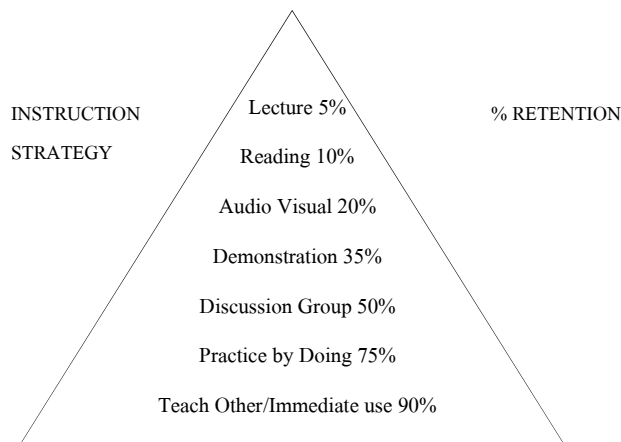 Lecture 5%
INSTRUCTION
% RETENTION
STRATEGY
Reading 10%
Audio Visual 20%
Demonstration 35%
Discussion Group 50%
Practice by Doing 75%
Teach Other/Immediate use 90%